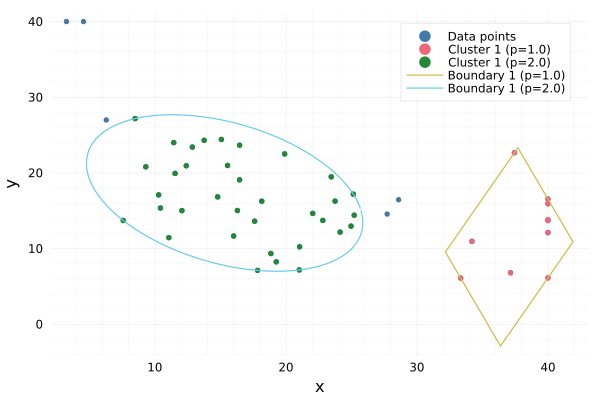 40
30
20
10
0
y
10
20
30
40
x
Data points
Cluster 1 (p=1.0)
Cluster 1 (p=2.0)
Boundary 1 (p=1.0)
Boundary 1 (p=2.0)